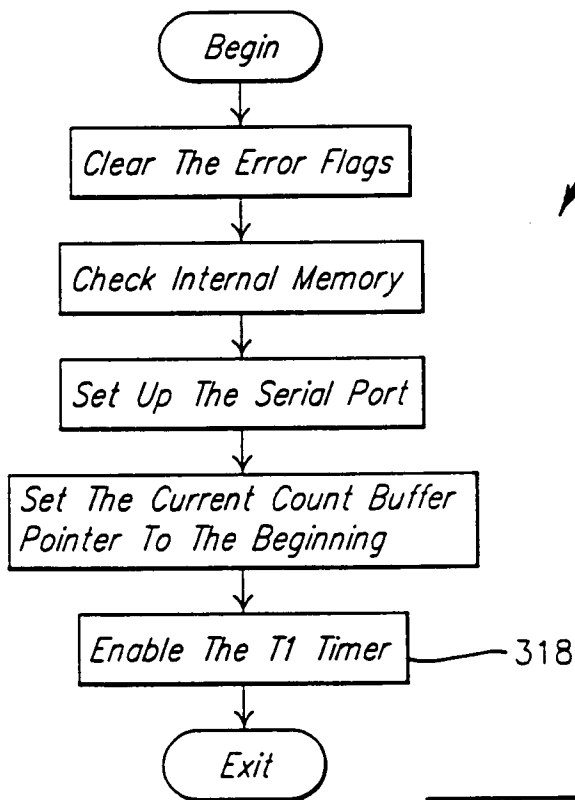 Begin
Clear The Error Flags
Check Internal Memory
Set Up The Serial Port
Set The Current Count Buffer
Pointer To The Beginning
Enable The T1 Timer
318
Exit